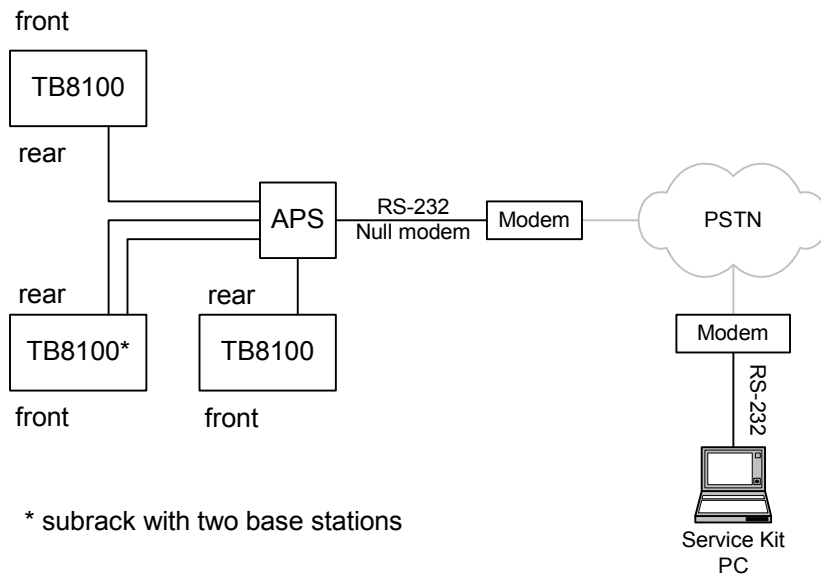 front
TB8100
rear
APS
RS-232
Null modem
Modem
PSTN
rear
rear
TB8100*
TB8100
Modem
front
front
RS-232
* subrack with two base stations
Service Kit
PC